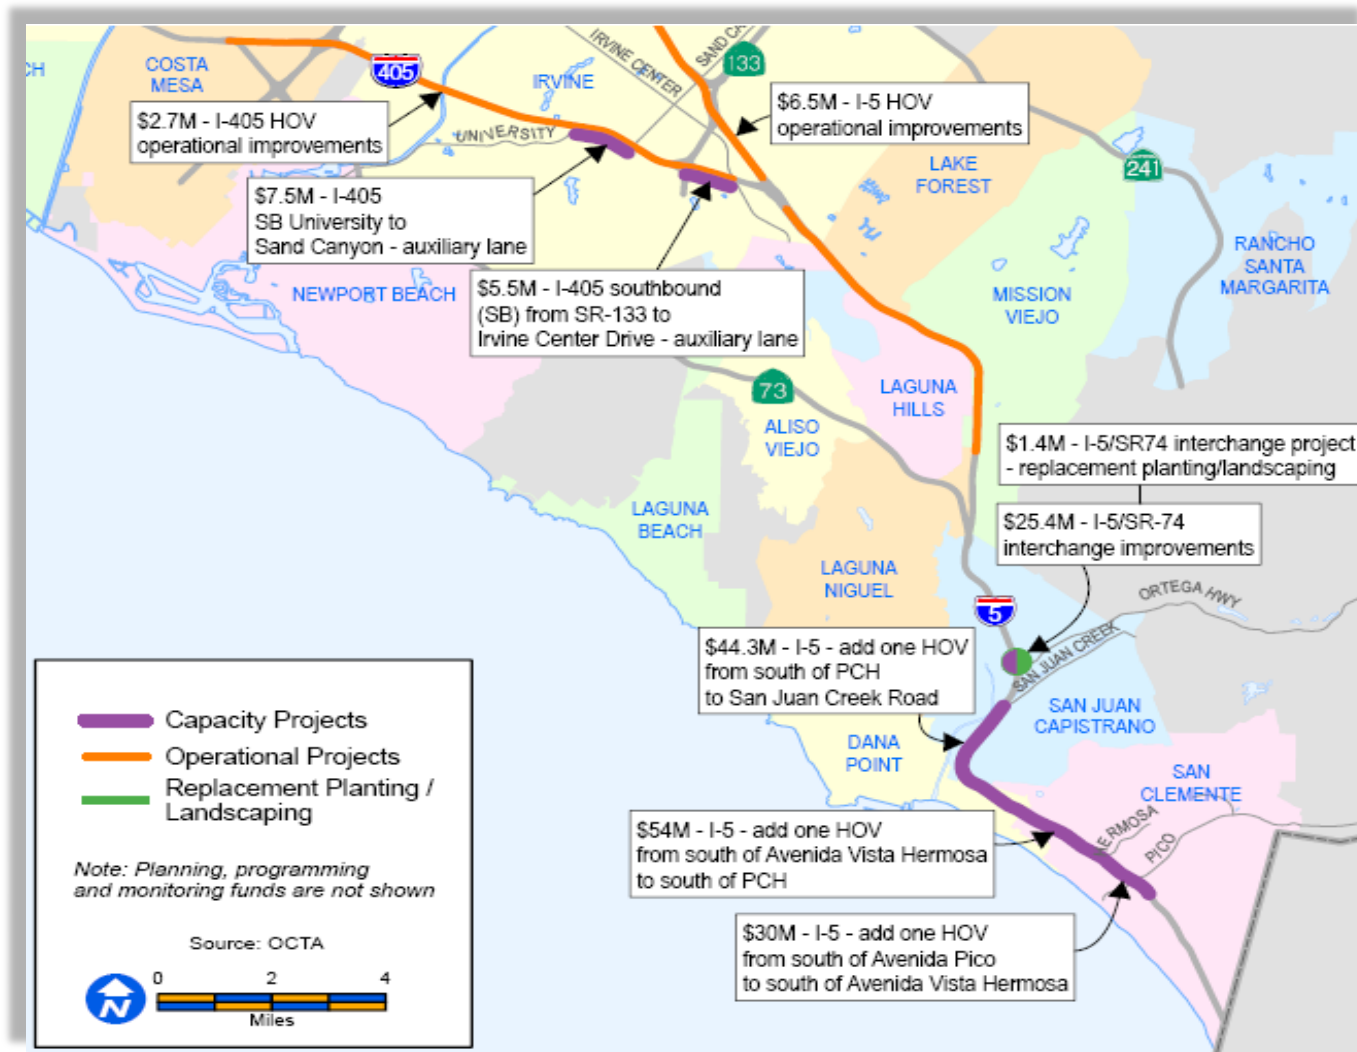 CH
COSTA
MESA
405
IRVINE
IRVINE CENTER
SAND CA
133
$2.7M - I-405 HOV
operational improvements
UNIVERSITY
$6.5M - I-5 HOV
operational improvements
LAKE
FOREST
241
$7.5M - I-405
SB University to
Sand Canyon - auxiliary lane
RANCHO
SANTA
MARGARITA
NEWPORT BEACH
$5.5M - I-405 southbound
(SB) from SR-133 to
Irvine Center Drive - auxiliary lane
MISSION
VIEJO
73
LAGUNA
HILLS
ALISO
VIEJO
$1.4M - I-5/SR74 interchange project
- replacement planting/landscaping
LAGUNA
BEACH
$25.4M - I-5/SR-74
interchange improvements
LAGUNA
NIGUEL
ORTEGA HWY
5
SAN JUAN CREEK
$44.3M - I-5 - add one HOV
from south of PCH
to San Juan Creek Road
SAN JUAN
CAPISTRANO
DANA
POINT
SAN
CLEMENTE
HERMOSA
PICO
$54M - I-5 - add one HOV
from south of Avenida Vista Hermosa
to south of PCH
$30M - I-5 - add one HOV
from south of Avenida Pico
to south of Avenida Vista Hermosa
Capacity Projects
Operational Projects
Replacement Planting /
Landscaping
Note: Planning, programming
and monitoring funds are not shown
Source: OCTA
N
0 2 4
Miles